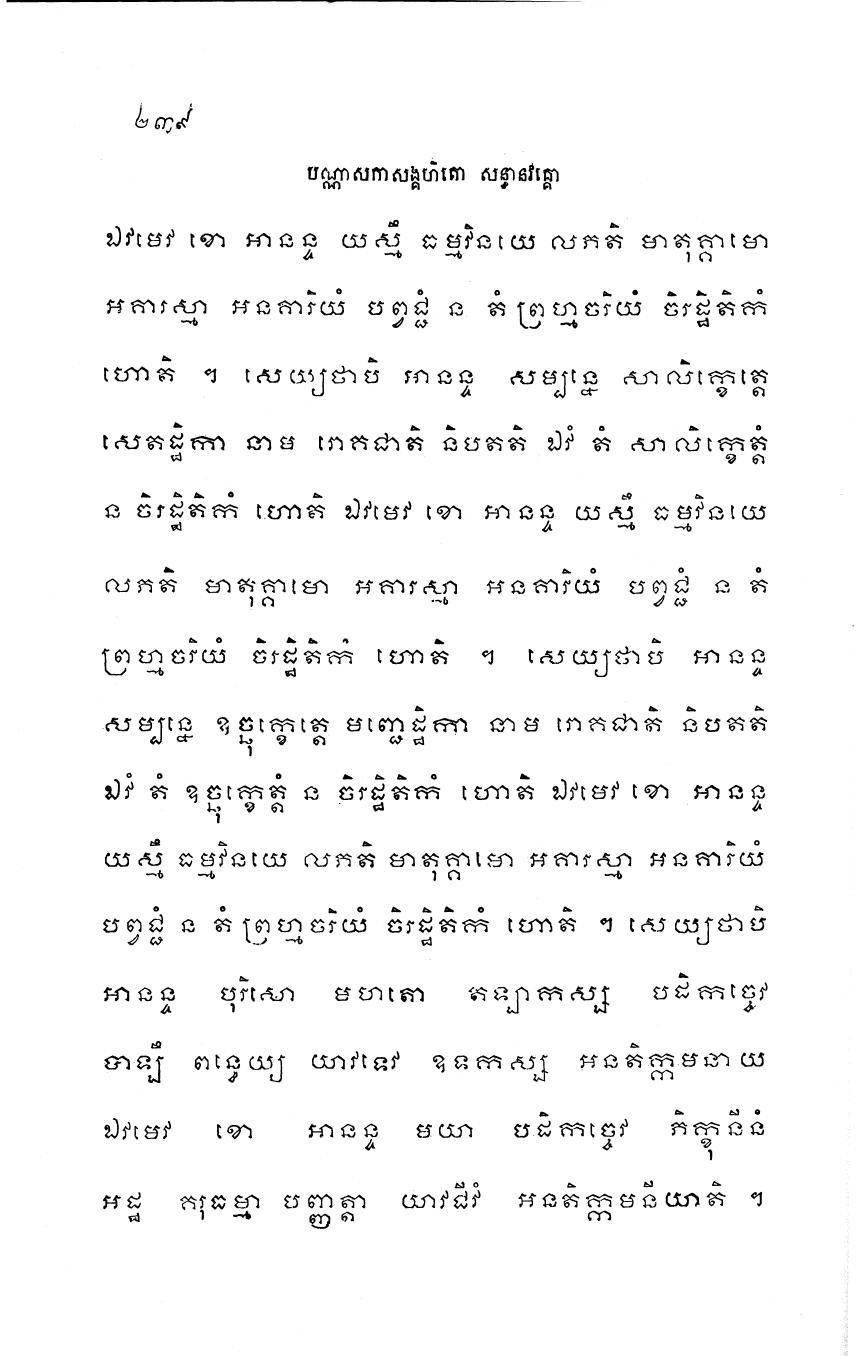 ២៣៩
បណ្ណាសកាសង្គហិតោ សន្ធានវគ្គោ
ឯវមេវ ខោ អានន្ទ យស្មឹ ធម្មវិនយេ លភតិ មាតុគ្គាមោ
អគារស្មា អនគារិយំ បព្វជ្ជំ ន តំ ព្រហ្មចរិយំ ចិរដ្ឋិតិកំ
ហោតិ ។ សេយ្យថាបិ អានន្ទ សម្បន្នេ សាលិក្ខេត្តេ
សេតដ្ឋិកា នាម រោគជាតិ និបតតិ ឯវំ តំ សាលិក្ខេត្តំ
ន ចិរដ្ឋិតិកំ ហោតិ ឯវមេវ ខោ អានន្ទ យស្មឹ ធម្មវិនយេ
លភតិ មាតុគ្គាមោ អគារស្មា អនគារិយំ បព្វជ្ជំ ន តំ
ព្រហ្មចរិយំ ចិរដ្ឋិតិកំ ហោតិ ។ សេយ្យថាបិ អានន្ទ
សម្បន្នេ ឧច្ឆុក្ខេត្តេ មញ្ជេដ្ឋិកា នាម រោគជាតិ និបតតិ
ឯវំ តំ ឧច្ឆុក្ខេត្តំ ន ចិរដ្ឋិតិកំ ហោតិ ឯវមេវ ខោ អានន្ទ
យស្មឹ ធម្មវិនយេ លភតិ មាតុគ្គាមោ អគារស្មា អនគារិយំ
បព្វជ្ជំ ន តំ ព្រហ្មចរិយំ ចិរដ្ឋិតិកំ ហោតិ ។ សេយ្យថាបិ
អានន្ទ បុរិសោ មហតោ តឡាកស្ស បដិកច្ចេវ
បាឡឹ ពន្ធេយ្យ យាវទេវ ឧទកស្ស អនតិក្កមនាយ
ឯវមេវ ខោ អានន្ទ មយា បដិកច្ចេវ ភិក្ខុនីនំ
អដ្ឋ គរុធម្មា បញ្ញត្តា យាវជីវំ អនតិក្កមនីយាតិ ។